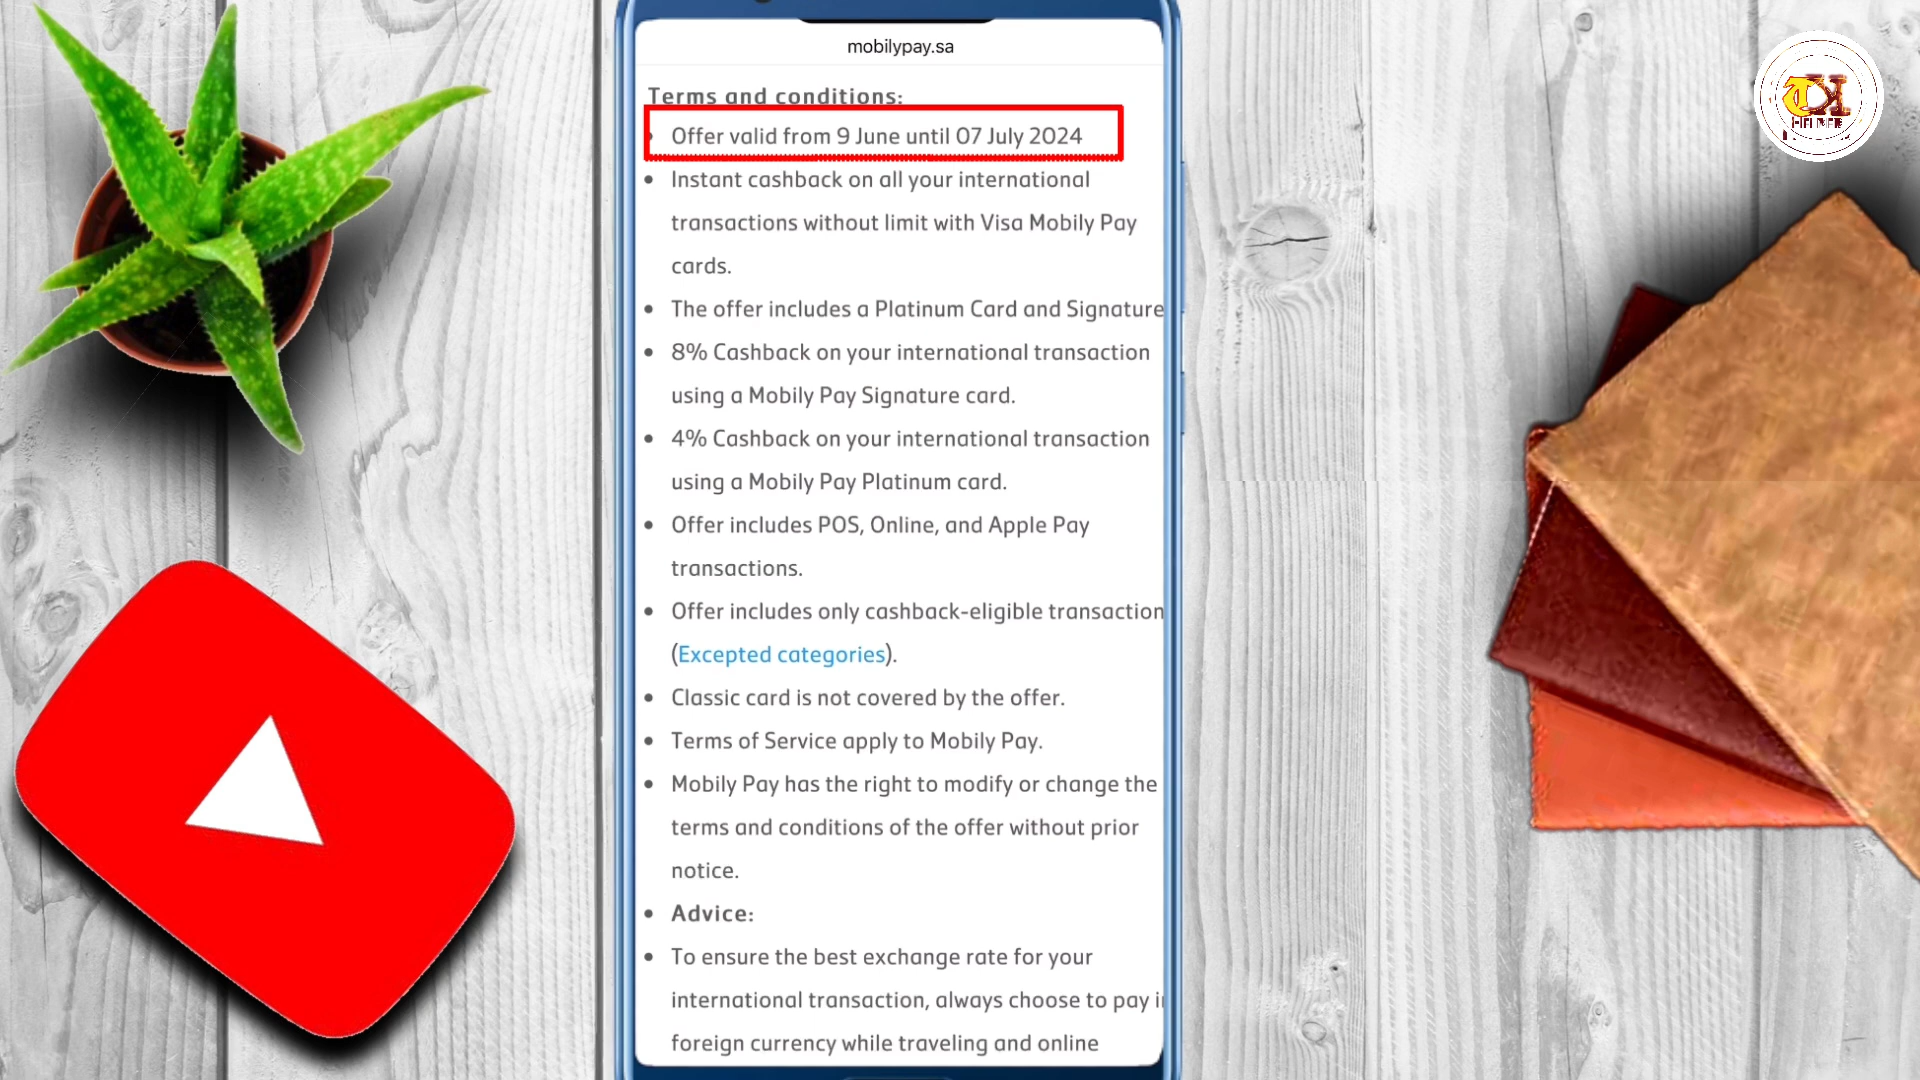 mobilypay.sa
Terms and conditions:
• Offer valid from 9 June until 07 July 2024
• Instant cashback on all your international
transactions without limit with Visa Mobily Pay
cards.
• The offer includes a Platinum Card and Signature
• 8% Cashback on your international transaction
using a Mobily Pay Signature card.
• 4% Cashback on your international transaction
using a Mobily Pay Platinum card.
• Offer includes POS, Online, and Apple Pay
transactions.
• Offer includes only cashback-eligible transaction
(Excepted categories).
• Classic card is not covered by the offer.
• Terms of Service apply to Mobily Pay.
• Mobily Pay has the right to modify or change the
terms and conditions of the offer without prior
notice.
• Advice:
• To ensure the best exchange rate for your
international transaction, always choose to pay i
foreign currency while traveling and online